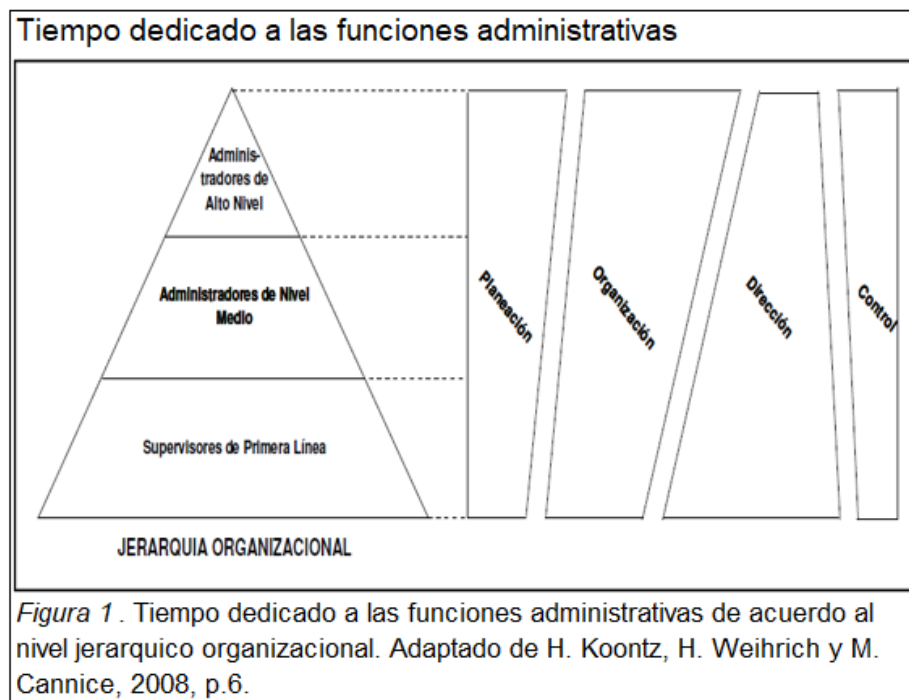 Tiempo dedicado a las funciones administrativas
Adminis-
tradores de
Alto Nivel
Administradores de Nivel
Medio
Supervisores de Primera Línea
JERARQUIA ORGANIZACIONAL
Planeación
Organización
Dirección
Control
Figura 1. Tiempo dedicado a las funciones administrativas de acuerdo al
nivel jerarquico organizacional. Adaptado de H. Koontz, H. Weihrich y M.
Cannice, 2008, p.6.